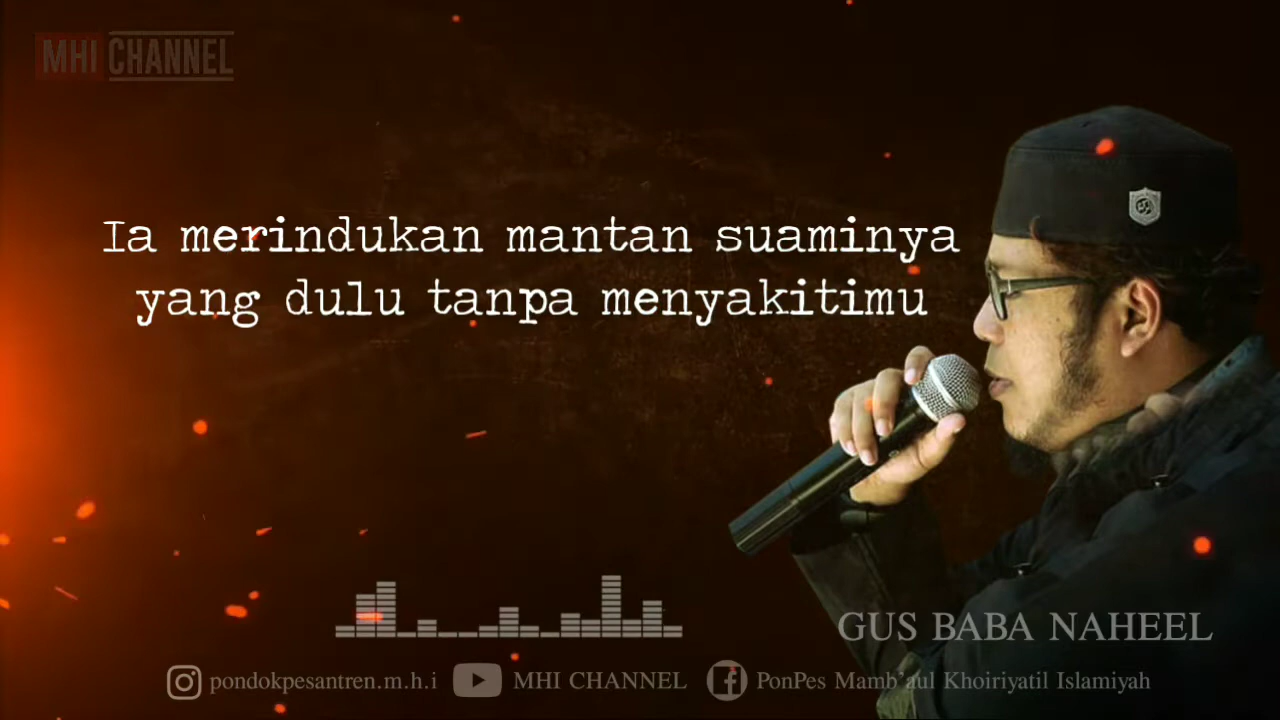 MHI CHANNEL
Ia merindukan mantan suaminya
yang dulu tanpa menyakitimu
GUS BABA NAHEEL
pondokpesantren.m.h.i
MHI CHANNEL
PonPes Mamb'aul Khoiriyatil Islamiyah